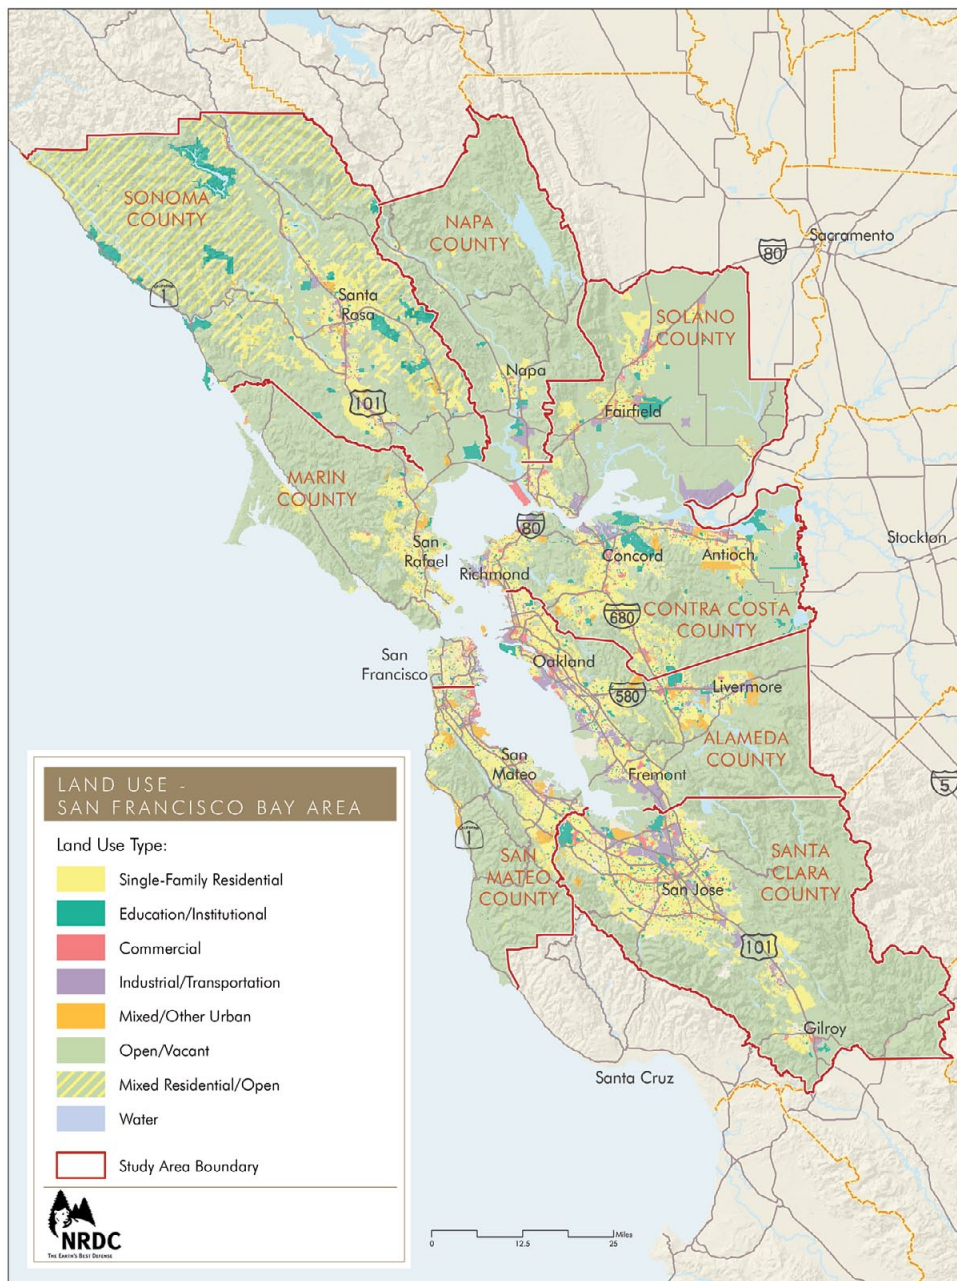 SONOMA
COUNTY
NAPA
COUNTY
Sacramento
80
1
Santa
Rosa
SOLANO
COUNTY
Napa
101
Fairfield
MARIN
COUNTY
80
San
Rafael
Richmond
Concord
Antioch
Stockton
680
CONTRA COSTA
COUNTY
San
Francisco
Oakland
580
Livermore
ALAMEDA
COUNTY
San
Mateo
Fremont
5
1
SAN
MATEO
COUNTY
SANTA
CLARA
COUNTY
San Jose
101
Gilroy
Santa Cruz
LAND USE -
SAN FRANCISCO BAY AREA
Land Use Type:
Single-Family Residential
Education/Institutional
Commercial
Industrial/Transportation
Mixed/Other Urban
Open/Vacant
Mixed Residential/Open
Water
Study Area Boundary
NRDC
THE EARTH'S BEST DEFENSE
0 12.5 25 Miles